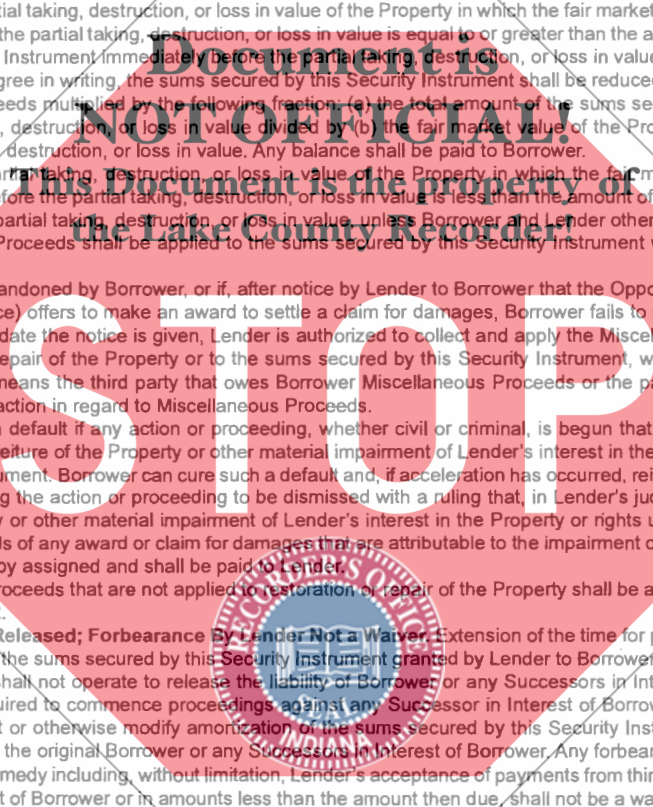 ial taking, destruction, or loss in value of the Property in which the fair market
the partial taking, destruction, or loss in value is equal to or greater than the a
Document is
Instrument immediately before the partial taking, destruction, or loss in value
gree in writing, the sums secured by this Security Instrument shall be reduce
eeds multiplied by the following fraction: (a) the total amount of the sums se
NOT OFFICIAL!
, destruction, or loss in value divided by (b) the fair market value of the Pro
destruction, or loss in value. Any balance shall be paid to Borrower.
artial taking, destruction, or loss in value of the Property in which the fair m
This Document is the property of
fore the partial taking, destruction, or loss in value is less than the amount of
partial taking, destruction, or loss in value, unless Borrower and Lender other
the Lake County Recorder!
Proceeds shall be applied to the sums secured by this Security Instrument
andoned by Borrower, or if, after notice by Lender to Borrower that the Oppo
ce) offers to make an award to settle a claim for damages, Borrower fails to
date the notice is given, Lender is authorized to collect and apply the Miscel
epair of the Property or to the sums secured by this Security Instrument, w
means the third party that owes Borrower Miscellaneous Proceeds or the pa
action in regard to Miscellaneous Proceeds.
STOP
default if any action or proceeding, whether civil or criminal, is begun that
eiture of the Property or other material impairment of Lender's interest in the
ument. Borrower can cure such a default and, if acceleration has occurred, rei
g the action or proceeding to be dismissed with a ruling that, in Lender's jud
y or other material impairment of Lender's interest in the Property or rights u
ds of any award or claim for damages that are attributable to the impairment o
by assigned and shall be paid to Lender.
roceeds that are not applied to restoration or repair of the Property shall be a
RECORDER'S OFFICE
Released; Forbearance By Lender Not a Waiver. Extension of the time for p
the sums secured by this Security Instrument granted by Lender to Borrower
hall not operate to release the liability of Borrower or any Successors in Int
uired to commence proceedings against any Successor in Interest of Borrow
SEAL
t or otherwise modify amortization of the sums secured by this Security Inst
INDIANA
the original Borrower or any Successors in Interest of Borrower. Any forbear
medy including, without limitation, Lender's acceptance of payments from thir
t of Borrower or in amounts less than the amount then due, shall not be a wa